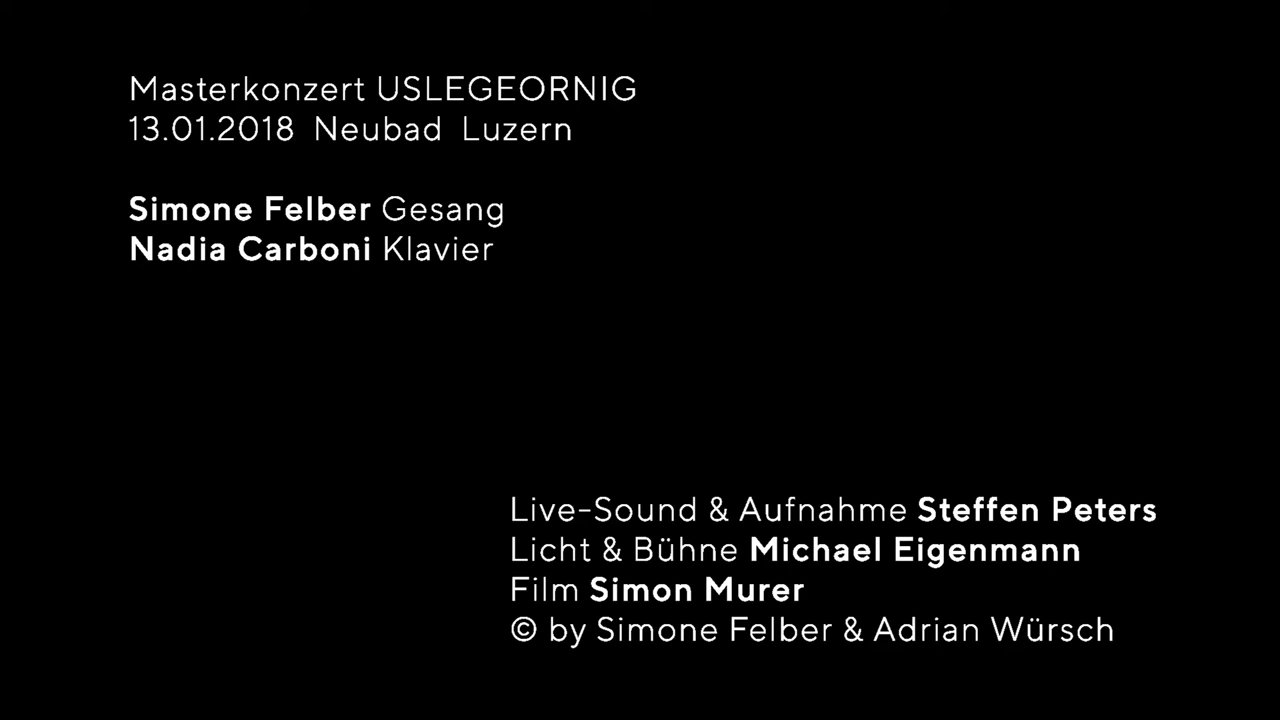 Masterkonzert USLEGEORNIG
13.01.2018 Neubad Luzern
Simone Felber Gesang
Nadia Carboni Klavier
Live-Sound & Aufnahme Steffen Peters
Licht & Bühne Michael Eigenmann
Film Simon Murer
© by Simone Felber & Adrian Würsch